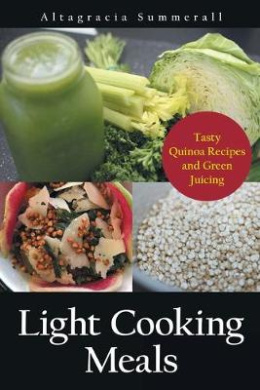 Altagracia Summerall
Tasty
Quinoa Recipes
and Green
Juicing
Light Cooking
Meals